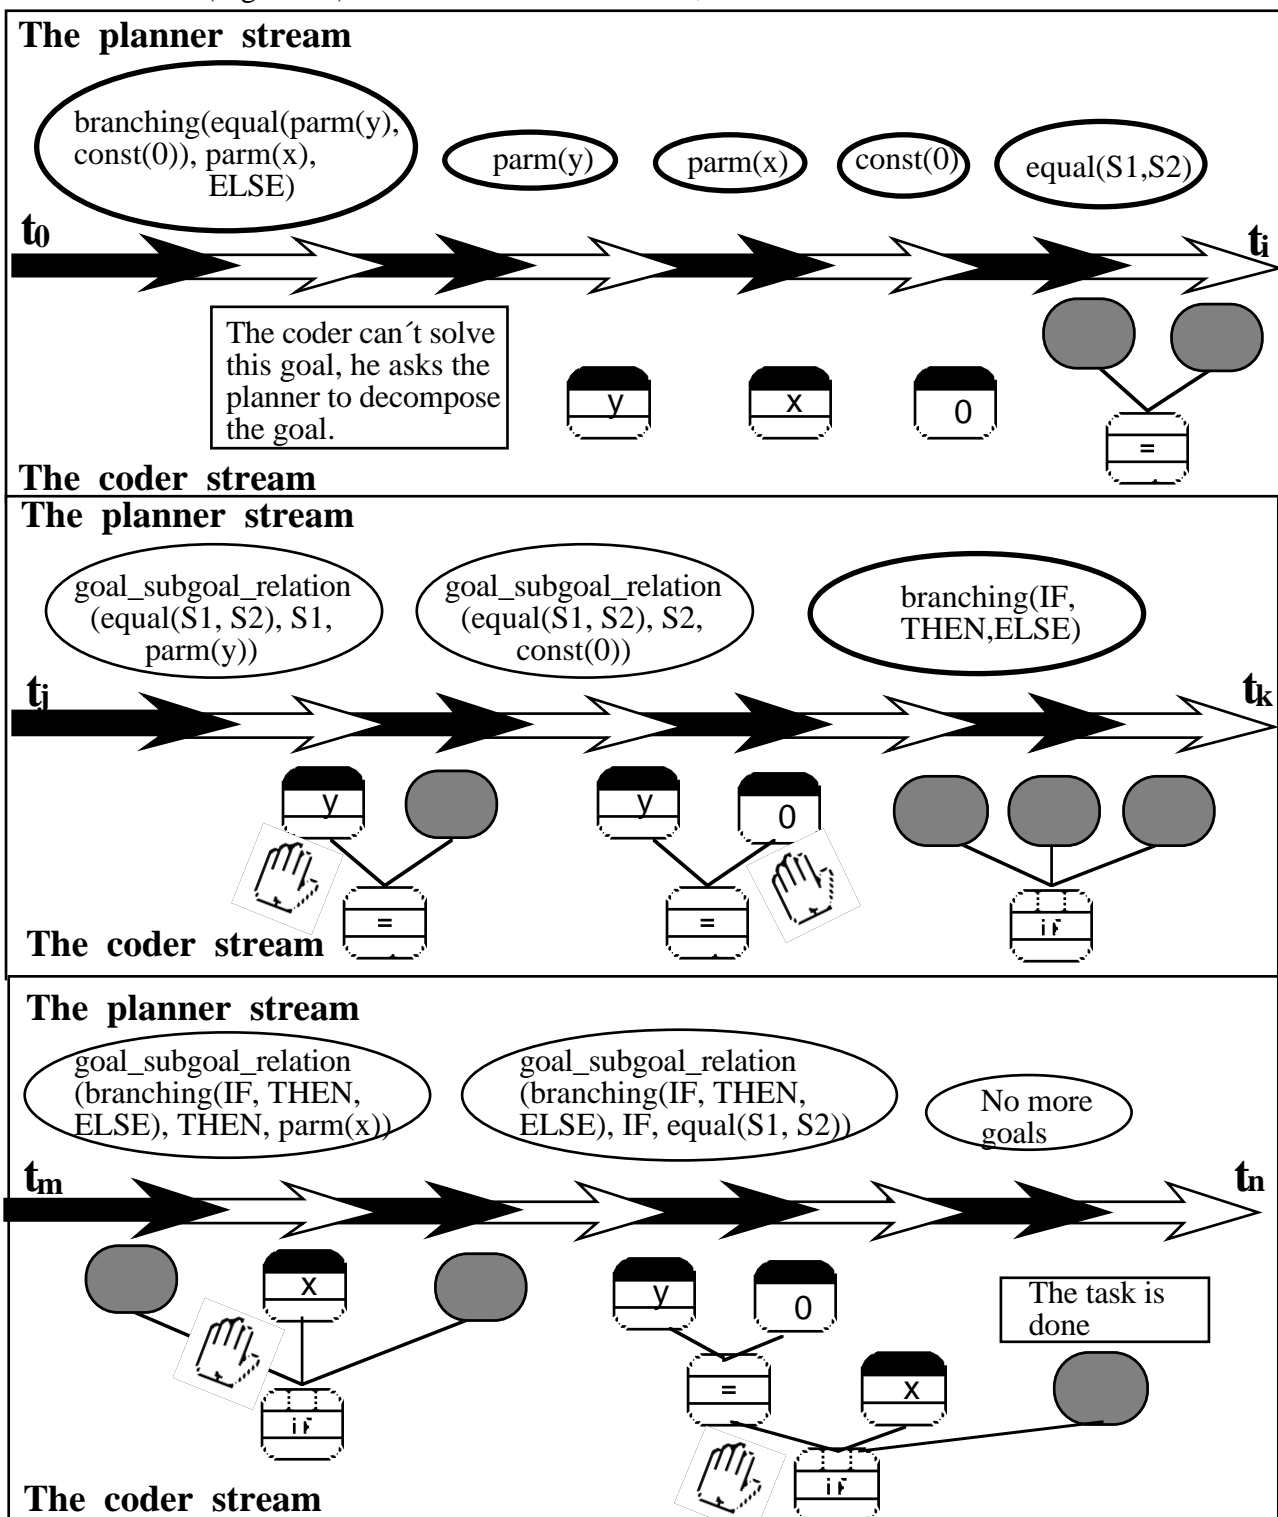 The planner stream
branching(equal(parm(y),
const(0)), parm(x),
ELSE)
parm(y)
parm(x)
const(0)
equal(S1,S2)
t0
ti
The coder can´t solve
this goal, he asks the
planner to decompose
the goal.
y
x
0
=
The coder stream
The planner stream
goal_subgoal_relation
(equal(S1, S2), S1,
parm(y))
goal_subgoal_relation
(equal(S1, S2), S2,
const(0))
branching(IF,
THEN,ELSE)
tj
tk
y
y
0
=
=
if
The coder stream
The planner stream
goal_subgoal_relation
(branching(IF, THEN,
ELSE), THEN, parm(x))
goal_subgoal_relation
(branching(IF, THEN,
ELSE), IF, equal(S1, S2))
No more
goals
tm
tn
x
y
0
The task is
done
=
x
if
if
The coder stream